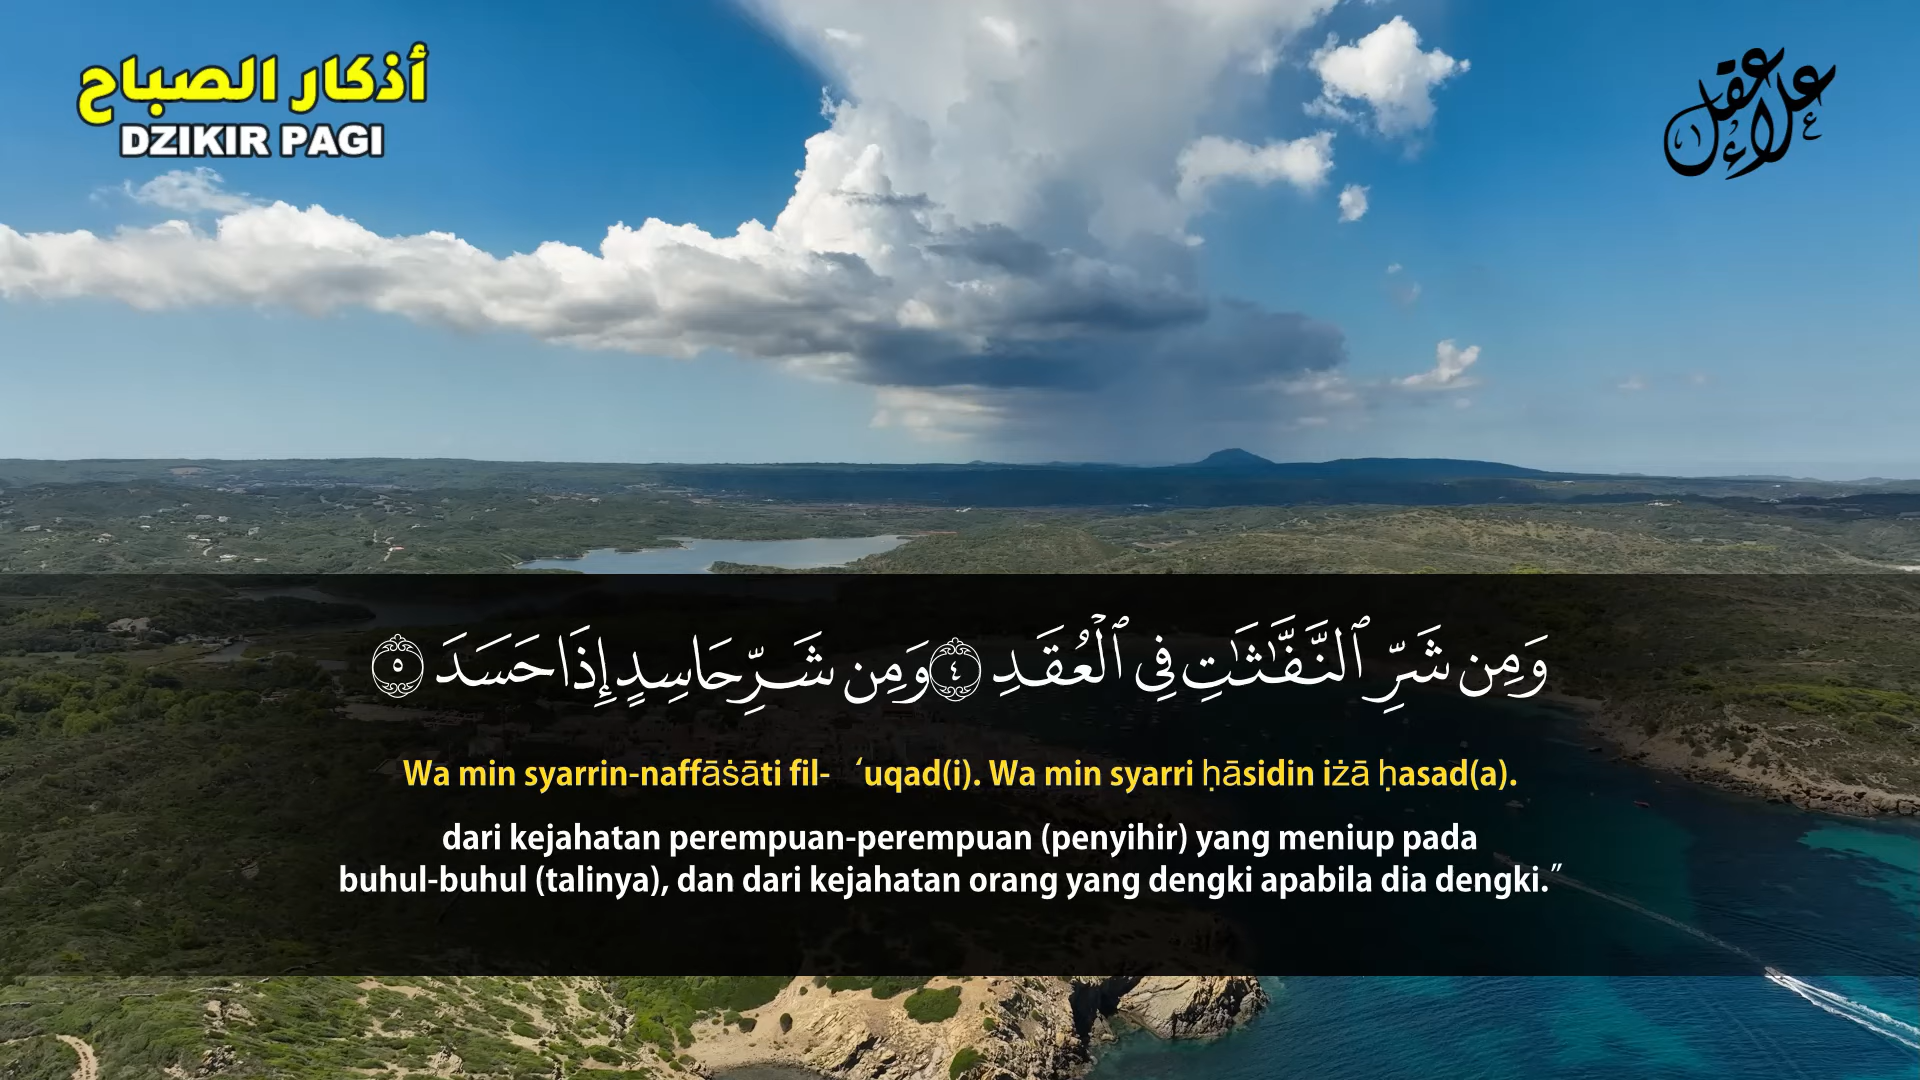 أذكار الصباح
DZIKIR PAGI
علاء عقل
وَمِن شَرِّ ٱلنَّفَّٰثَٰتِ فِي ٱلْعُقَدِ ٤ وَمِن شَرِّ حَاسِدٍ إِذَا حَسَدَ ٥
Wa min syarrin-naffāṡāti fil- ‘uqad(i). Wa min syarri ḥāsidin iżā ḥasad(a).
dari kejahatan perempuan-perempuan (penyihir) yang meniup pada
buhul-buhul (talinya), dan dari kejahatan orang yang dengki apabila dia dengki.”